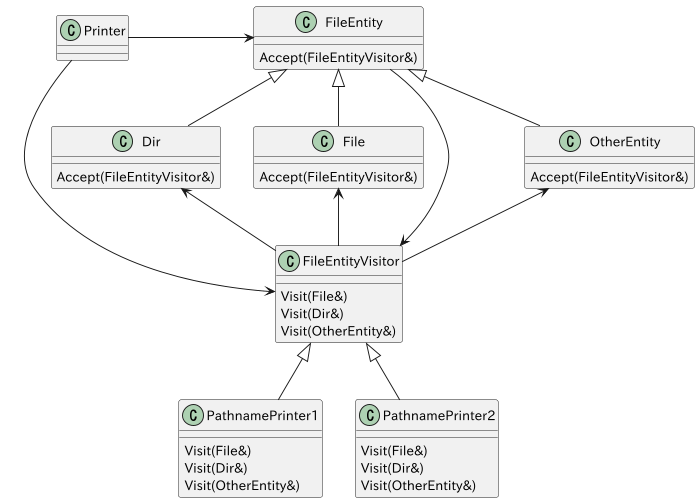 C Printer
C FileEntity
Accept(FileEntityVisitor&)
C Dir
Accept(FileEntityVisitor&)
C File
Accept(FileEntityVisitor&)
C OtherEntity
Accept(FileEntityVisitor&)
C FileEntityVisitor
Visit(File&)
Visit(Dir&)
Visit(OtherEntity&)
C PathnamePrinter1
Visit(File&)
Visit(Dir&)
Visit(OtherEntity&)
C PathnamePrinter2
Visit(File&)
Visit(Dir&)
Visit(OtherEntity&)